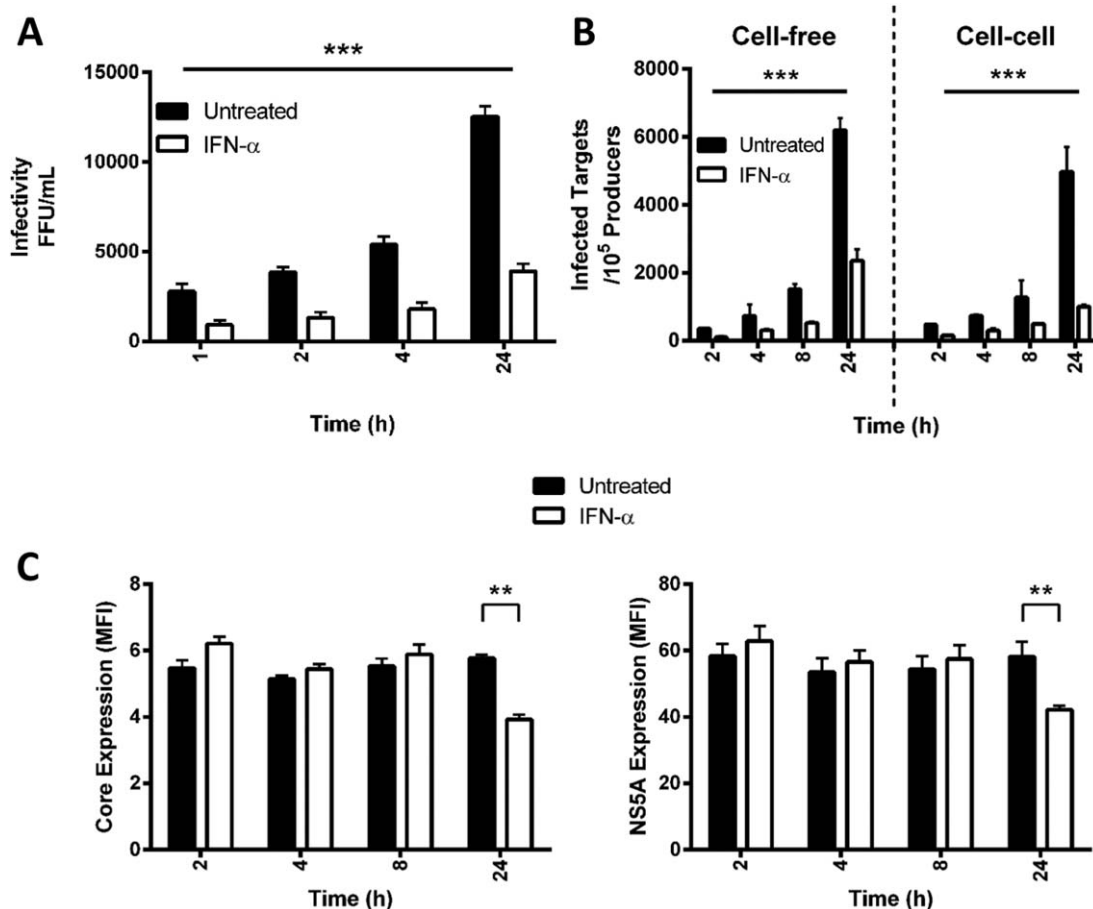 A
***
15000
10000
5000
0
Infectivity
FFU/mL
Untreated
IFN-α
1 2 4 24
Time (h)
B
Cell-free Cell-cell
*** ***
8000
6000
4000
2000
0
Infected Targets
/10⁵ Producers
Untreated
IFN-α
2 4 8 24 2 4 8 24
Time (h)
Untreated
IFN-α
C
8
6
4
2
0
Core Expression (MFI)
**
2 4 8 24
Time (h)
80
60
40
20
0
NS5A Expression (MFI)
**
2 4 8 24
Time (h)